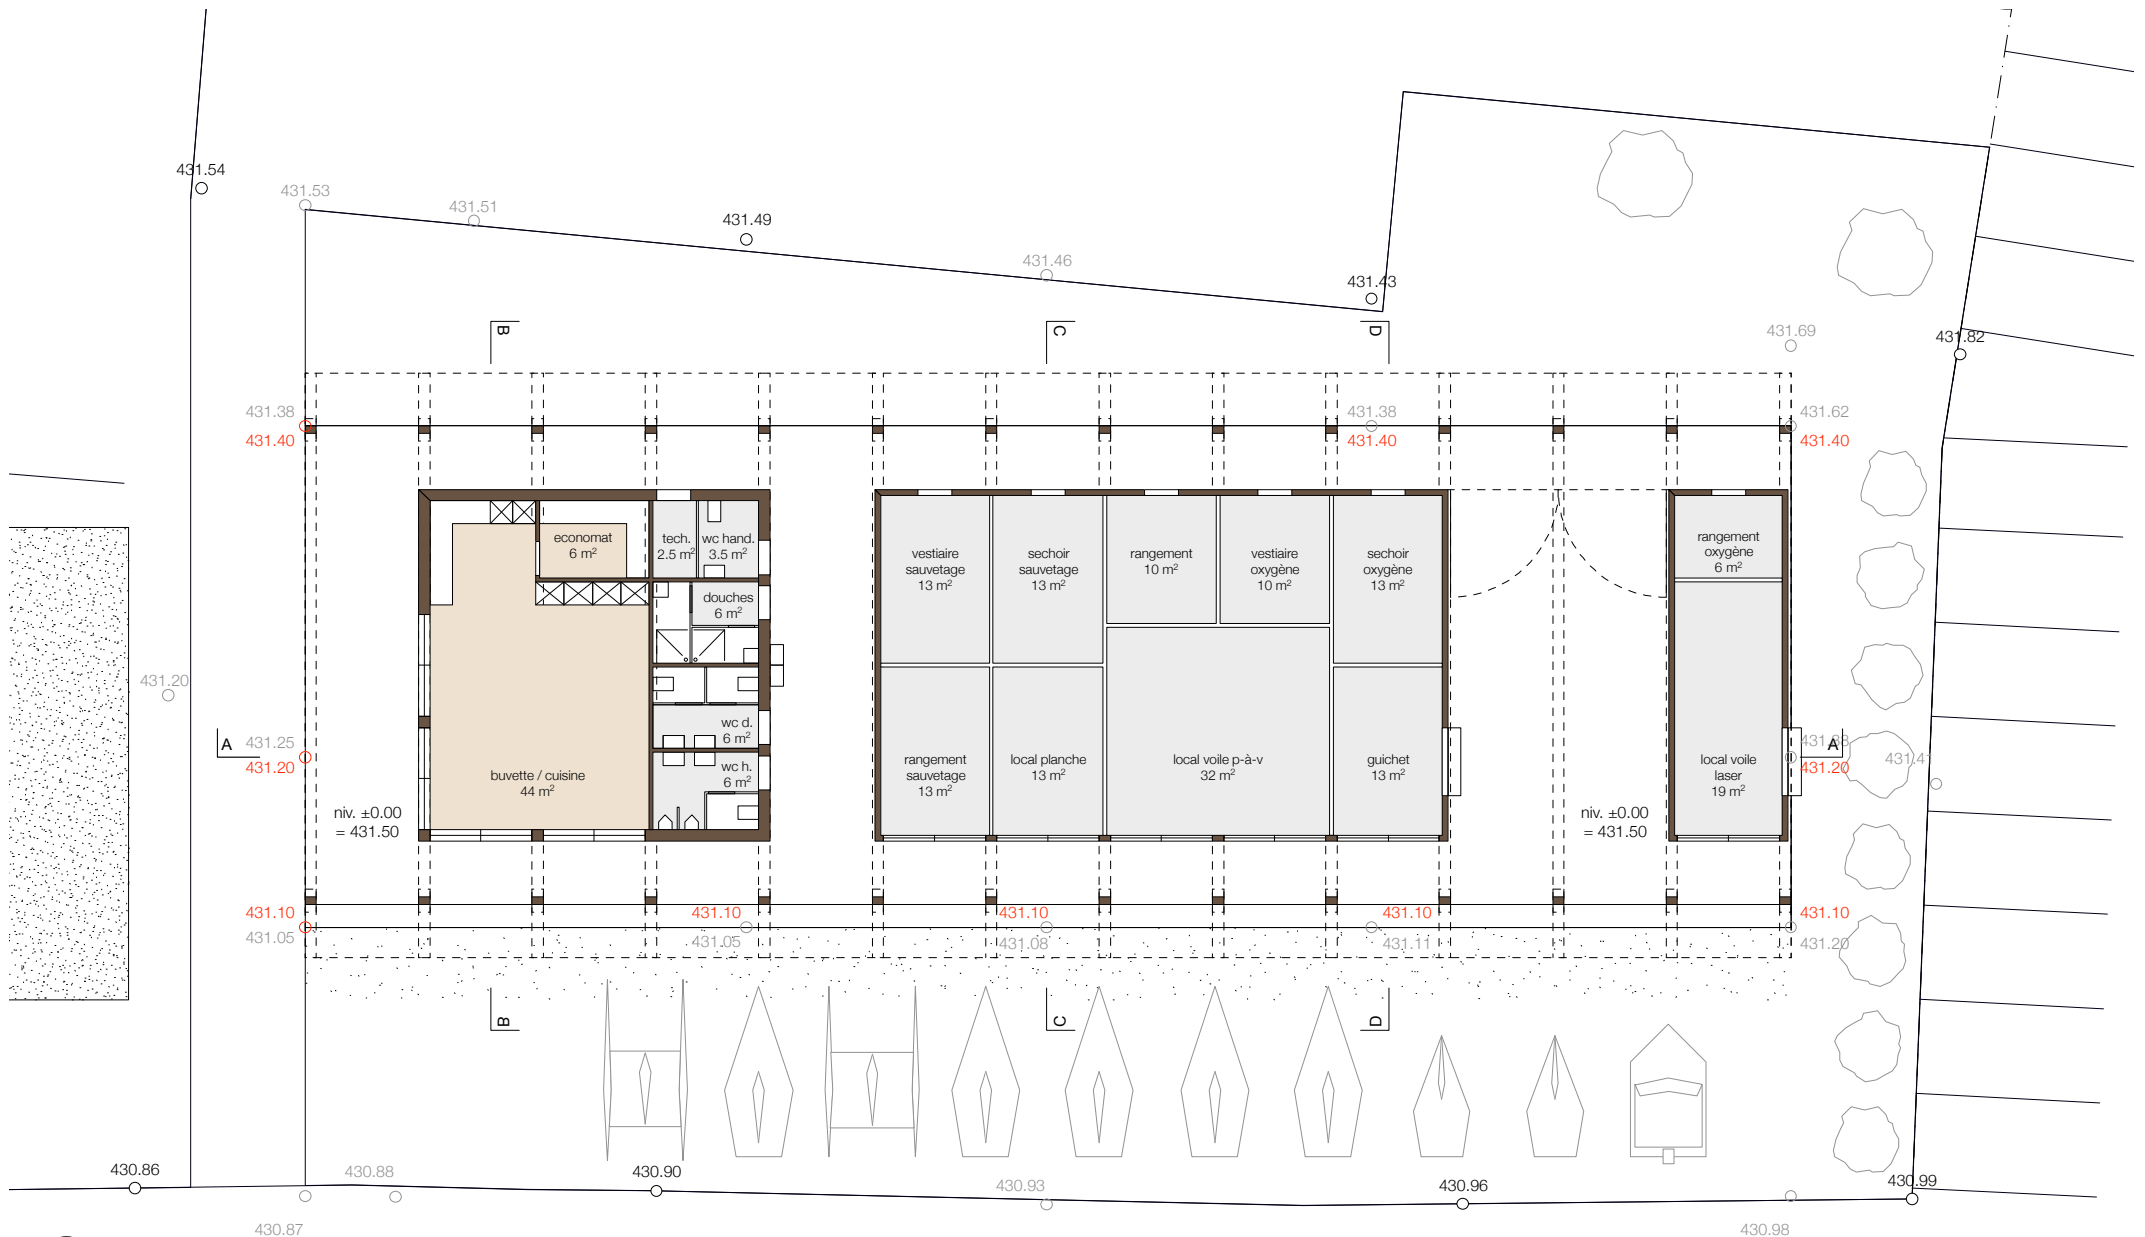 431.54
431.53
431.51
431.49
431.46
431.43
431.69
431.82
B
C
D
431.38
431.40
431.38
431.40
431.62
431.40
economat
6 m²
tech.
2.5 m²
wc hand.
3.5 m²
douches
6 m²
wc d.
6 m²
wc h.
6 m²
buvette / cuisine
44 m²
vestiaire
sauvetage
13 m²
sechoir
sauvetage
13 m²
rangement
10 m²
vestiaire
oxygène
10 m²
sechoir
oxygène
13 m²
rangement
oxygène
6 m²
rangement
sauvetage
13 m²
local planche
13 m²
local voile p-à-v
32 m²
guichet
13 m²
local voile
laser
19 m²
431.20
A
431.25
431.20
niv. ±0.00
= 431.50
niv. ±0.00
= 431.50
A
431.20
431.10
431.05
431.10
431.05
431.10
431.08
431.10
431.11
431.10
431.20
B
C
D
430.86
430.88
430.87
430.90
430.93
430.96
430.98
430.99